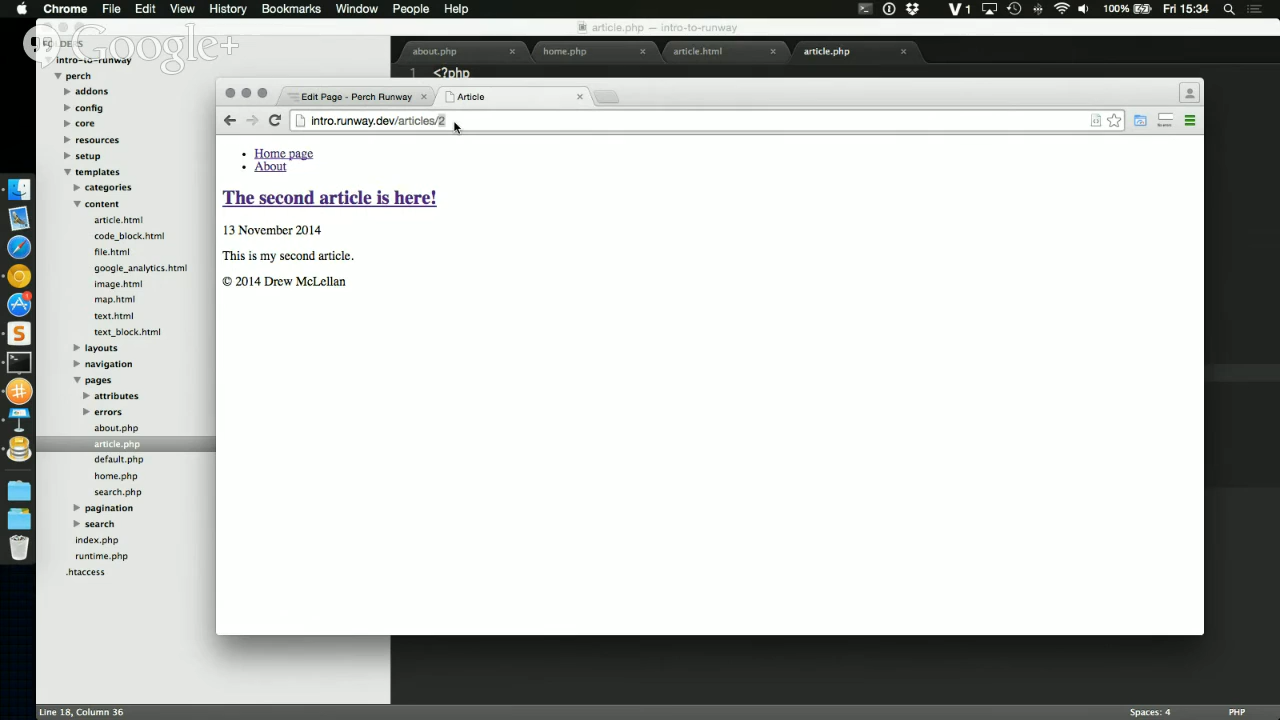 Chrome File Edit View History Bookmarks Window People Help
V 1
100%
Fri 15:34
article.php — intro-to-runway
Google+
FOLDERS
intro-to-runway
perch
addons
config
core
resources
setup
templates
categories
content
article.html
code_block.html
file.html
google_analytics.html
image.html
map.html
text.html
text_block.html
layouts
navigation
pages
attributes
errors
about.php
article.php
default.php
home.php
search.php
pagination
search
index.php
runtime.php
.htaccess
about.php
home.php
article.html
article.php
1 <?php
Edit Page - Perch Runway
Article
intro.runway.dev/articles/2
Home page
About
The second article is here!
13 November 2014
This is my second article.
© 2014 Drew McLellan
Line 18, Column 36
Spaces: 4
PHP